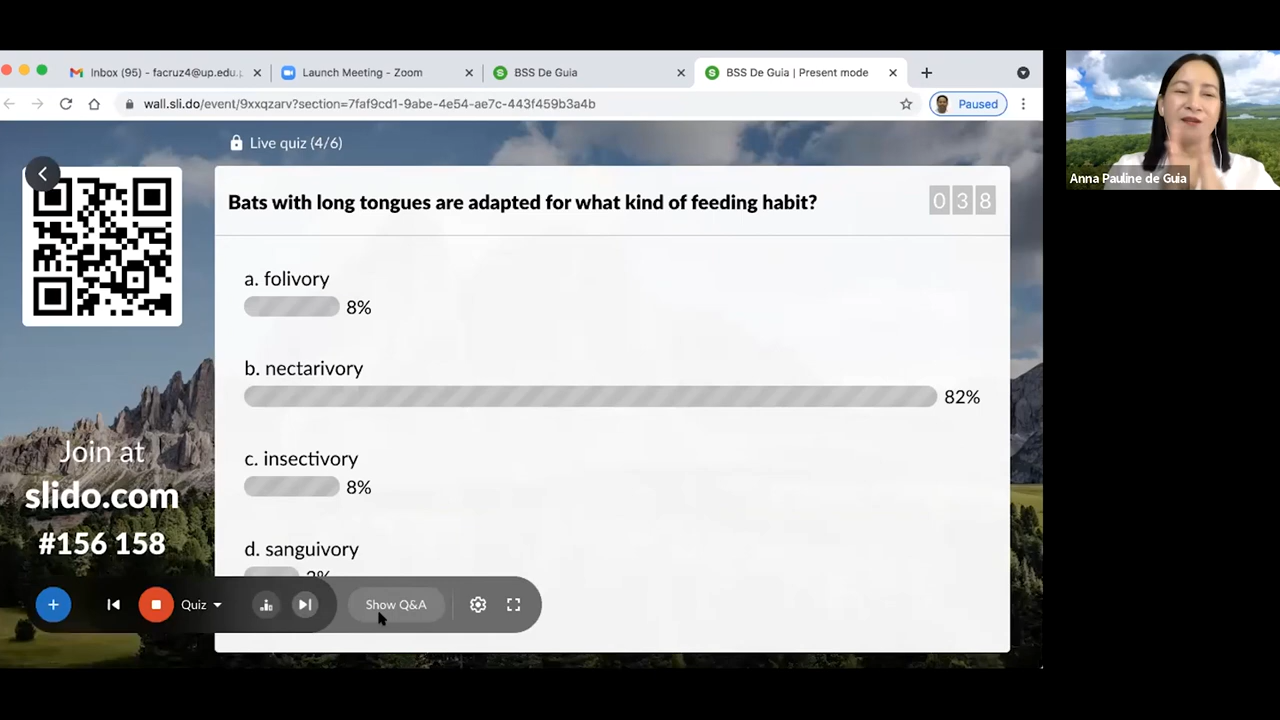 Inbox (95) - facruz4@up.edu.p
Launch Meeting - Zoom
BSS De Guia
BSS De Guia | Present mode
wall.sli.do/event/9xxqzarv?section=7faf9cd1-9abe-4e54-ae7c-443f459b3a4b
Paused
Live quiz (4/6)
Bats with long tongues are adapted for what kind of feeding habit?
038
a. folivory
8%
b. nectarivory
82%
c. insectivory
8%
d. sanguivory
Join at
slido.com
#156 158
Quiz
Show Q&A
Anna Pauline de Guia